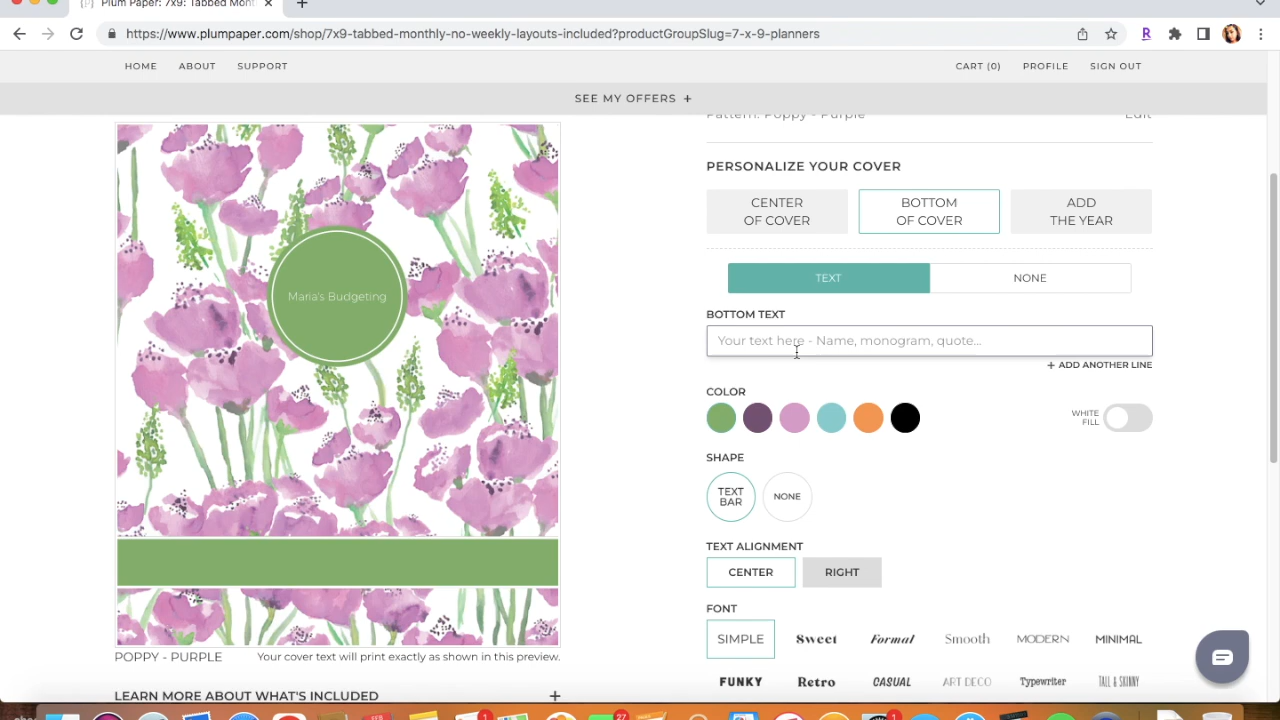 Plum Paper: 7x9: Tabbed Mont
https://www.plumpaper.com/shop/7x9-tabbed-monthly-no-weekly-layouts-included?productGroupSlug=7-x-9-planners
R
HOME ABOUT SUPPORT CART (0) PROFILE SIGN OUT
SEE MY OFFERS +
Pattern: Poppy - Purple Edit
PERSONALIZE YOUR COVER
CENTER
OF COVER
BOTTOM
OF COVER
ADD
THE YEAR
TEXT NONE
BOTTOM TEXT
Your text here - Name, monogram, quote...
+ ADD ANOTHER LINE
COLOR
WHITE
FILL
SHAPE
TEXT
BAR
NONE
TEXT ALIGNMENT
CENTER RIGHT
FONT
SIMPLE Sweet Formal Smooth MODERN MINIMAL
FUNKY Retro CASUAL ART DECO Typewriter TALL & SKINNY
Maria's Budgeting
POPPY - PURPLE Your cover text will print exactly as shown in this preview.
LEARN MORE ABOUT WHAT'S INCLUDED +
FEB
1
27
1